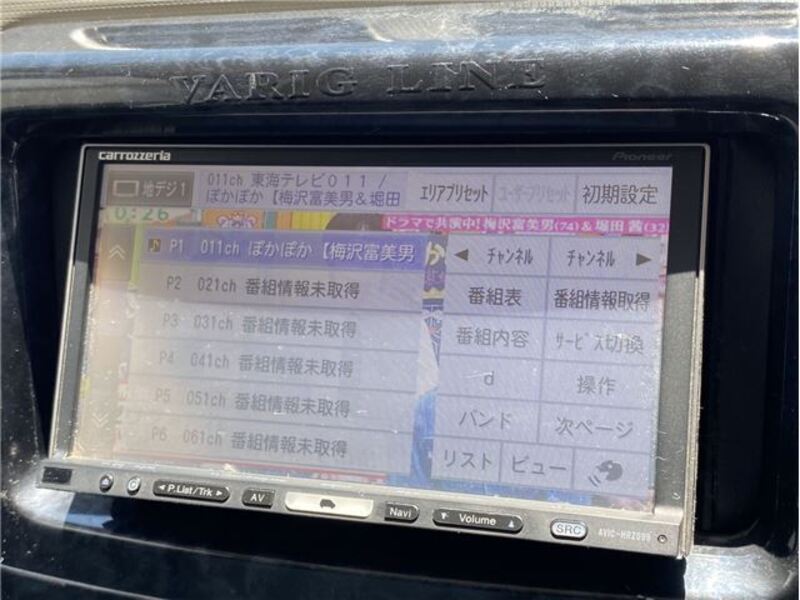 VARIG LINE
carrozzeria
Pioneer
地デジ1
011ch 東海テレビ011 /
ぽかぽか【梅沢富美男&堀田
エリアプリセット
ユーザープリセット
初期設定
0:26
ドラマで共演中! 梅沢富美男(74)&堀田 茜(32
P1 011ch ぽかぽか【梅沢富美男
P2 021ch 番組情報未取得
P3 031ch 番組情報未取得
P4 041ch 番組情報未取得
P5 051ch 番組情報未取得
P6 061ch 番組情報未取得
◀ チャンネル
チャンネル ▶
番組表
番組情報取得
番組内容
サービス切換
d
操作
バンド
次ページ
リスト
ビュー
◀ P.List/Trk ▶
AV
Navi
▼ Volume ▲
SRC
AVIC-HRZ099